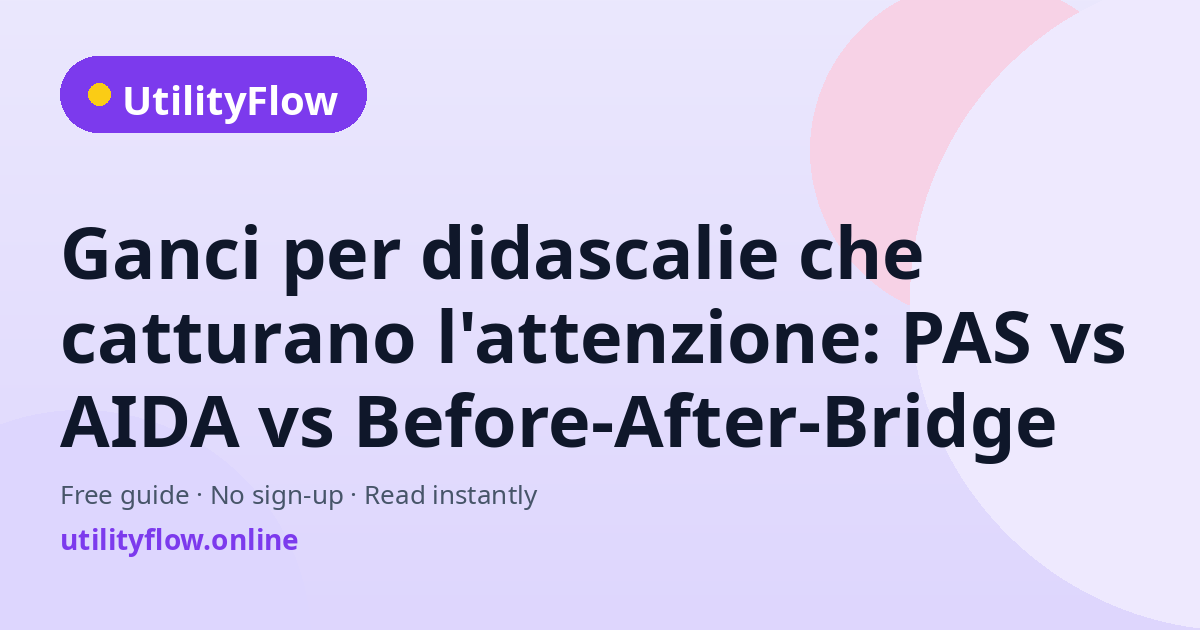 UtilityFlow
Ganci per didascalie che
catturano l'attenzione: PAS vs
AIDA vs Before-After-Bridge
Free guide · No sign-up · Read instantly
utilityflow.online